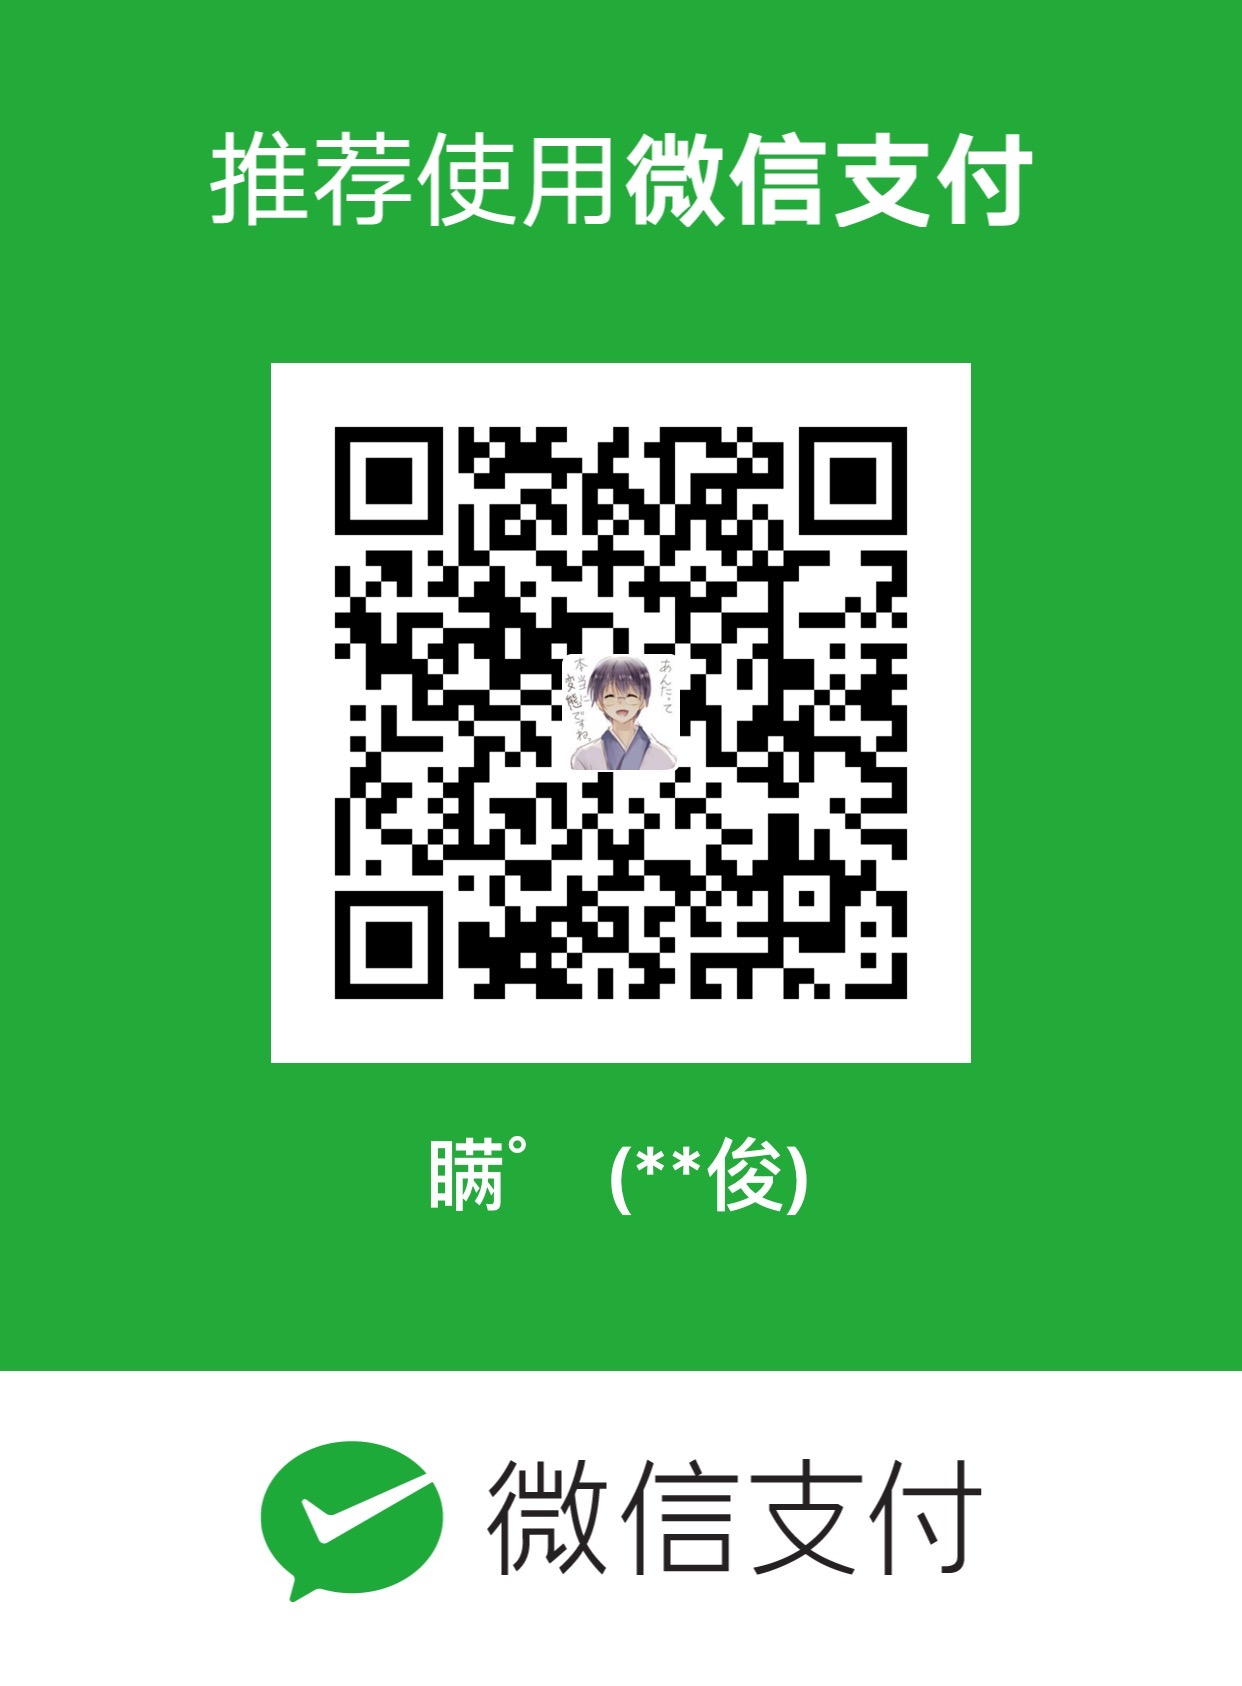 推荐使用微信支付
あんたって
本当に
変態ですね。
瞒° (**俊)
微信支付